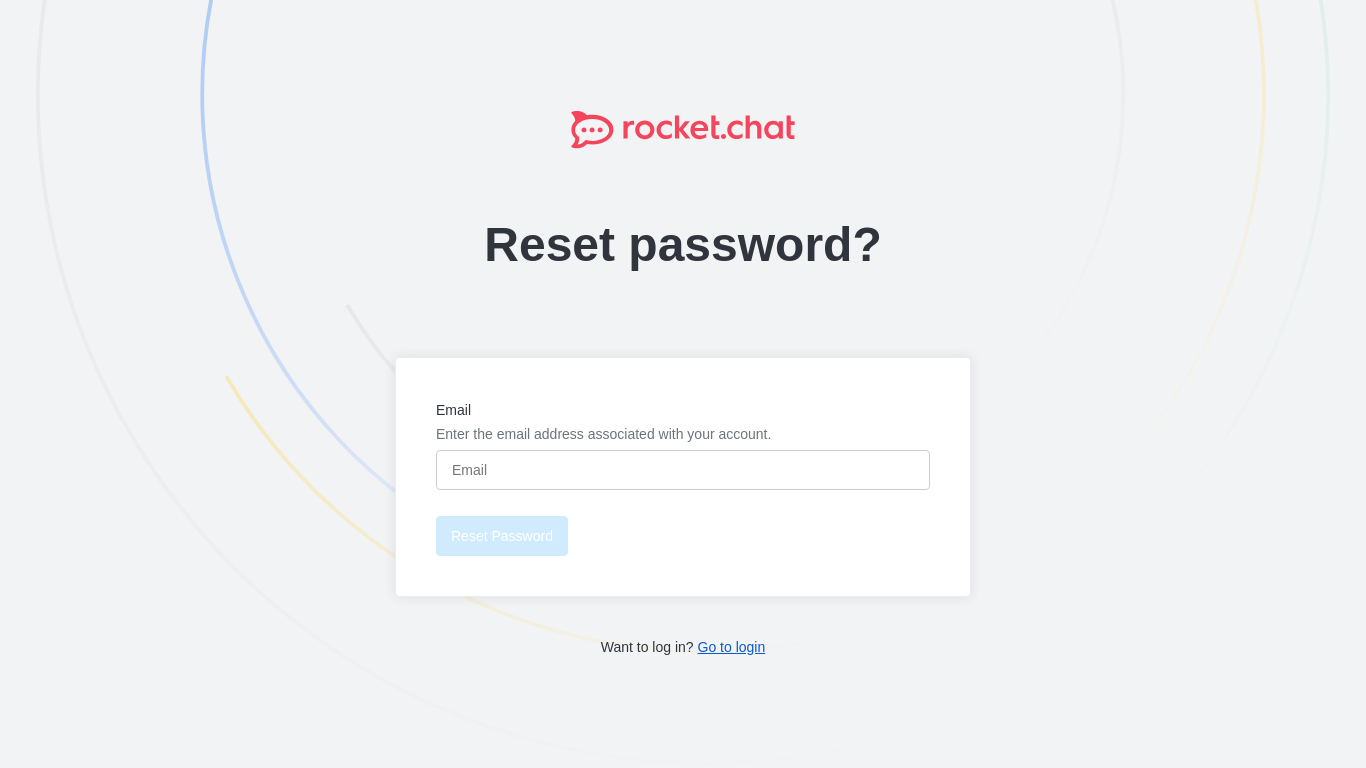 rocket.chat
Reset password?
Email
Enter the email address associated with your account.
Email
Reset Password
Want to log in? Go to login